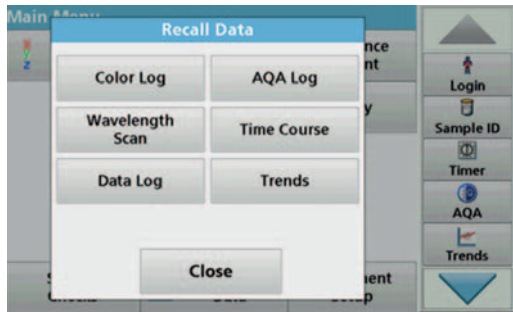 Main Menu
Recall Data
Color Log
AQA Log
Wavelength
Scan
Time Course
Data Log
Trends
Close
Login
Sample ID
Timer
AQA
Trends